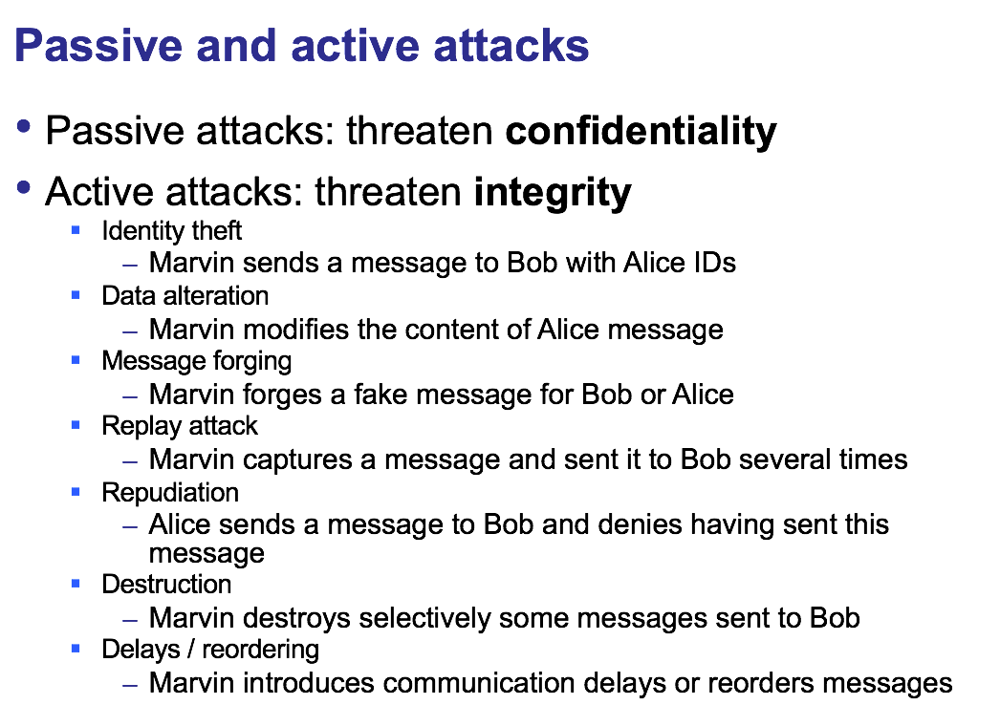 Passive and active attacks
• Passive attacks: threaten confidentiality
• Active attacks: threaten integrity
▪ Identity theft
– Marvin sends a message to Bob with Alice IDs
▪ Data alteration
– Marvin modifies the content of Alice message
▪ Message forging
– Marvin forges a fake message for Bob or Alice
▪ Replay attack
– Marvin captures a message and sent it to Bob several times
▪ Repudiation
– Alice sends a message to Bob and denies having sent this
message
▪ Destruction
– Marvin destroys selectively some messages sent to Bob
▪ Delays / reordering
– Marvin introduces communication delays or reorders messages